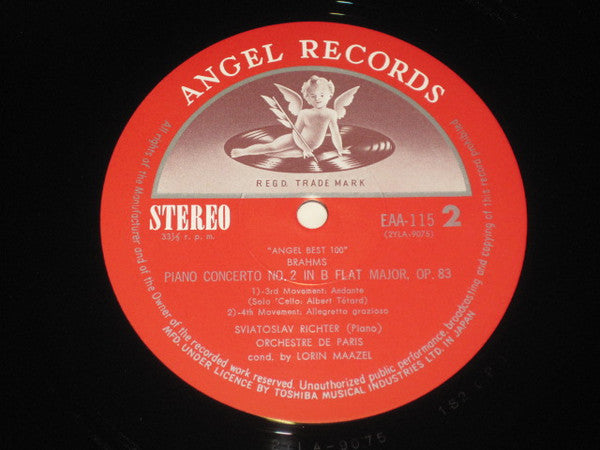 ANGEL RECORDS
REGD. TRADE MARK
STEREO
33⅓ r. p. m.
EAA-115 2
(2YLA-9075)
"ANGEL BEST 100"
BRAHMS
PIANO CONCERTO NO. 2 IN B FLAT MAJOR, OP. 83
1)-3rd Movement: Andante
(Solo 'Cello: Albert Tétard)
2)-4th Movement: Allegretto grazioso
SVIATOSLAV RICHTER (Piano)
ORCHESTRE DE PARIS
cond. by LORIN MAAZEL
All rights of the Manufacturer and of the Owner of the recorded work reserved. Unauthorized public performance, broadcasting and copying of this record prohibited
MFD. UNDER LICENCE BY TOSHIBA MUSICAL INDUSTRIES LTD. IN JAPAN